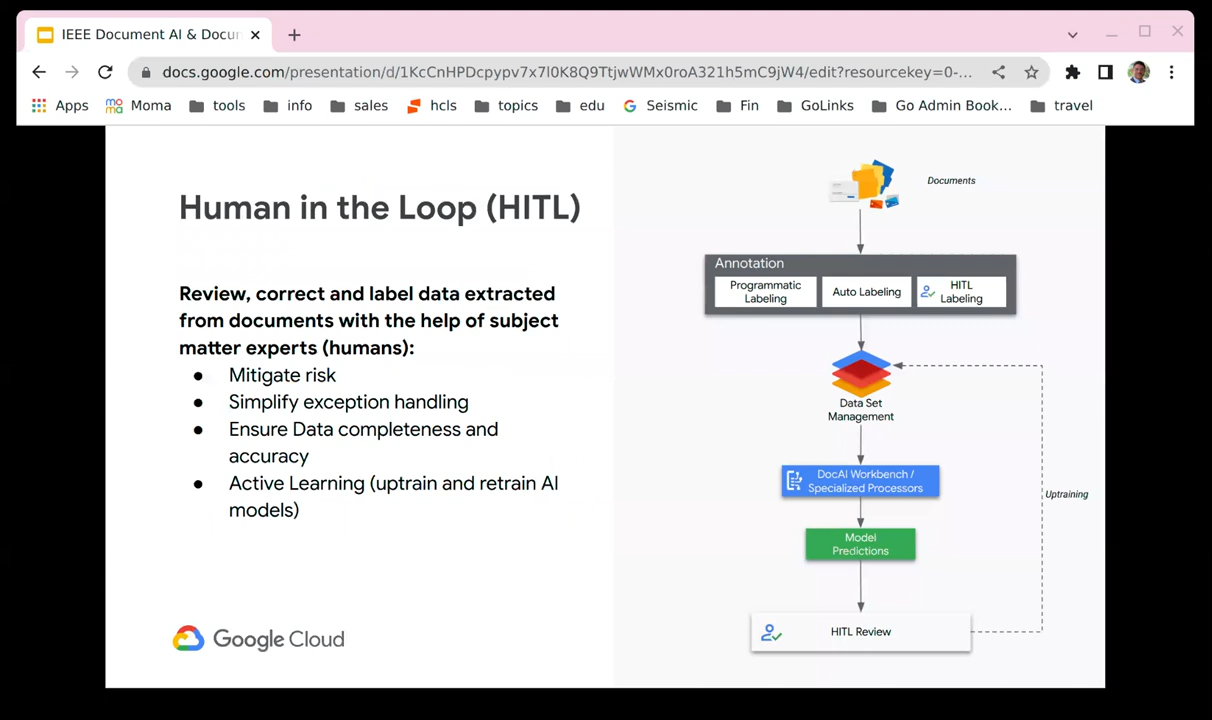 IEEE Document AI & Docun
docs.google.com/presentation/d/1KcCnHPDcpypv7x7l0K8Q9TtjwWMx0roA321h5mC9jW4/edit?resourcekey=0-...
Apps moma Moma tools info sales hcls topics edu Seismic Fin GoLinks Go Admin Book... travel
Human in the Loop (HITL)
Review, correct and label data extracted
from documents with the help of subject
matter experts (humans):
● Mitigate risk
● Simplify exception handling
● Ensure Data completeness and
accuracy
● Active Learning (uptrain and retrain AI
models)
Google Cloud
Documents
Annotation
Programmatic
Labeling
Auto Labeling
HITL
Labeling
Data Set
Management
DocAI Workbench /
Specialized Processors
Uptraining
Model
Predictions
HITL Review